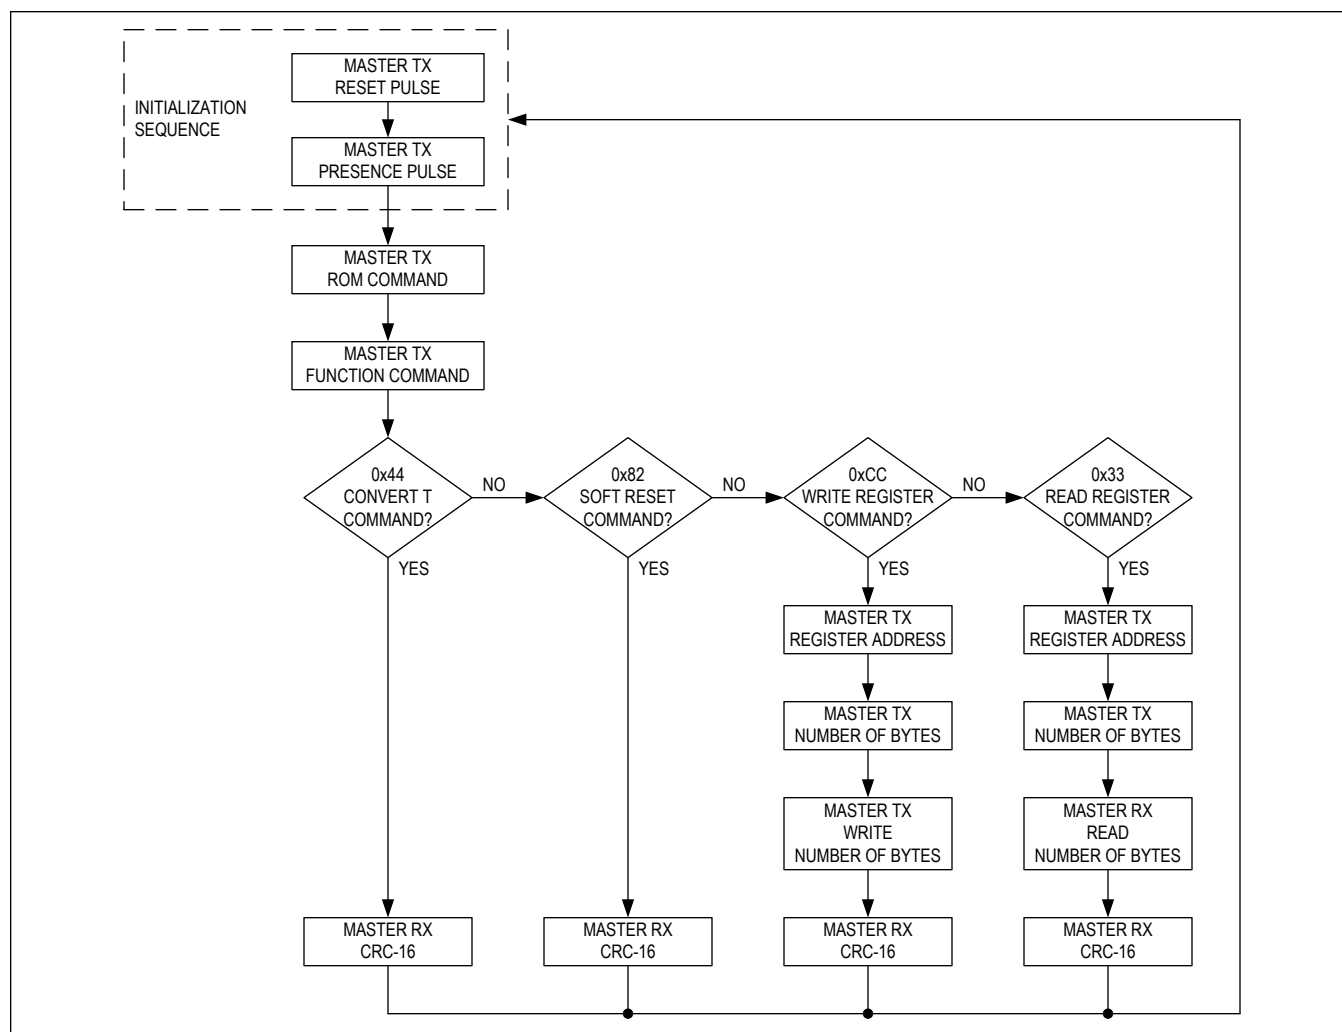 INITIALIZATION
SEQUENCE
MASTER TX
RESET PULSE
MASTER TX
PRESENCE PULSE
MASTER TX
ROM COMMAND
MASTER TX
FUNCTION COMMAND
0x44
CONVERT T
COMMAND?
NO
0x82
SOFT RESET
COMMAND?
NO
0xCC
WRITE REGISTER
COMMAND?
NO
0x33
READ REGISTER
COMMAND?
YES
YES
YES
YES
MASTER TX
REGISTER ADDRESS
MASTER TX
REGISTER ADDRESS
MASTER TX
NUMBER OF BYTES
MASTER TX
NUMBER OF BYTES
MASTER TX
WRITE
NUMBER OF BYTES
MASTER RX
READ
NUMBER OF BYTES
MASTER RX
CRC-16
MASTER RX
CRC-16
MASTER RX
CRC-16
MASTER RX
CRC-16